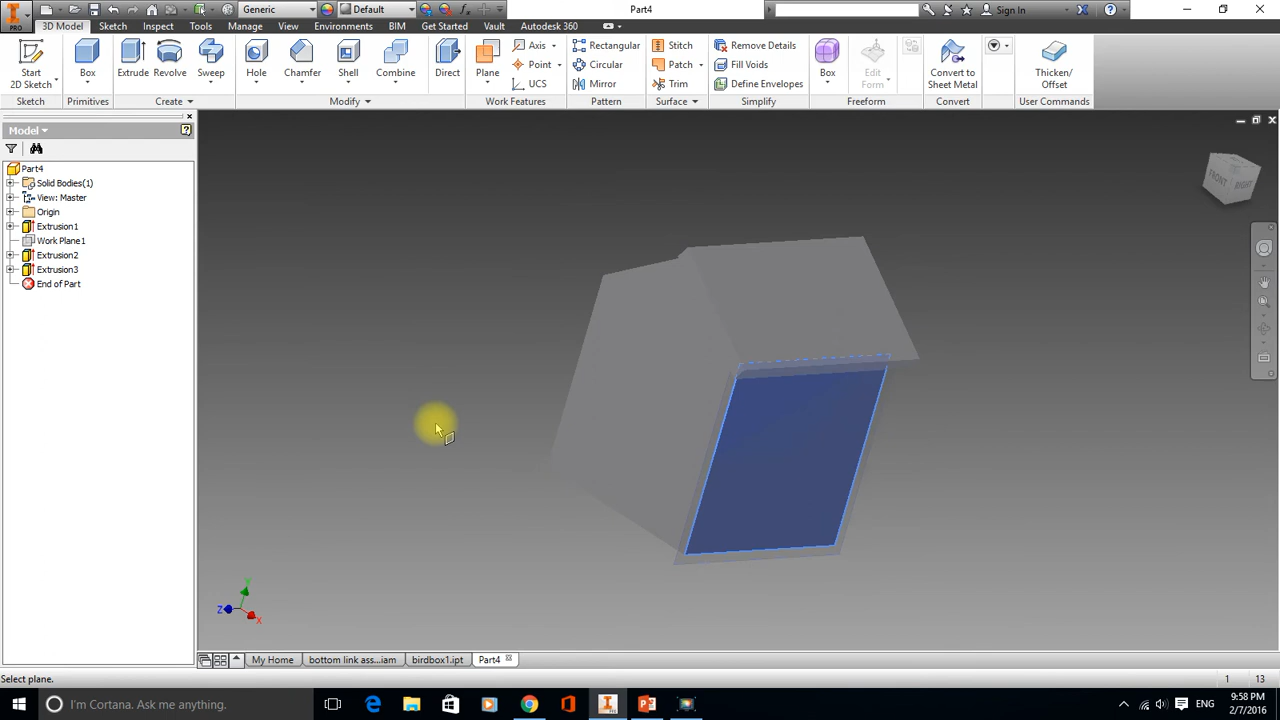 PRO
Generic
Default
Part4
Sign In
3D Model
Sketch
Inspect
Tools
Manage
View
Environments
BIM
Get Started
Vault
Autodesk 360
Start
2D Sketch
Box
Extrude
Revolve
Sweep
Hole
Chamfer
Shell
Combine
Direct
Plane
Axis
Point
UCS
Rectangular
Circular
Mirror
Stitch
Patch
Trim
Remove Details
Fill Voids
Define Envelopes
Box
Edit
Form
Convert to
Sheet Metal
Thicken/
Offset
Sketch
Primitives
Create
Modify
Work Features
Pattern
Surface
Simplify
Freeform
Convert
User Commands
Model
Part4
Solid Bodies(1)
View: Master
Origin
Extrusion1
Work Plane1
Extrusion2
Extrusion3
End of Part
FRONT
RIGHT
Y
Z
X
My Home
bottom link ass....iam
birdbox1.ipt
Part4
Select plane.
1
13
I'm Cortana. Ask me anything.
ENG
9:58 PM
2/7/2016